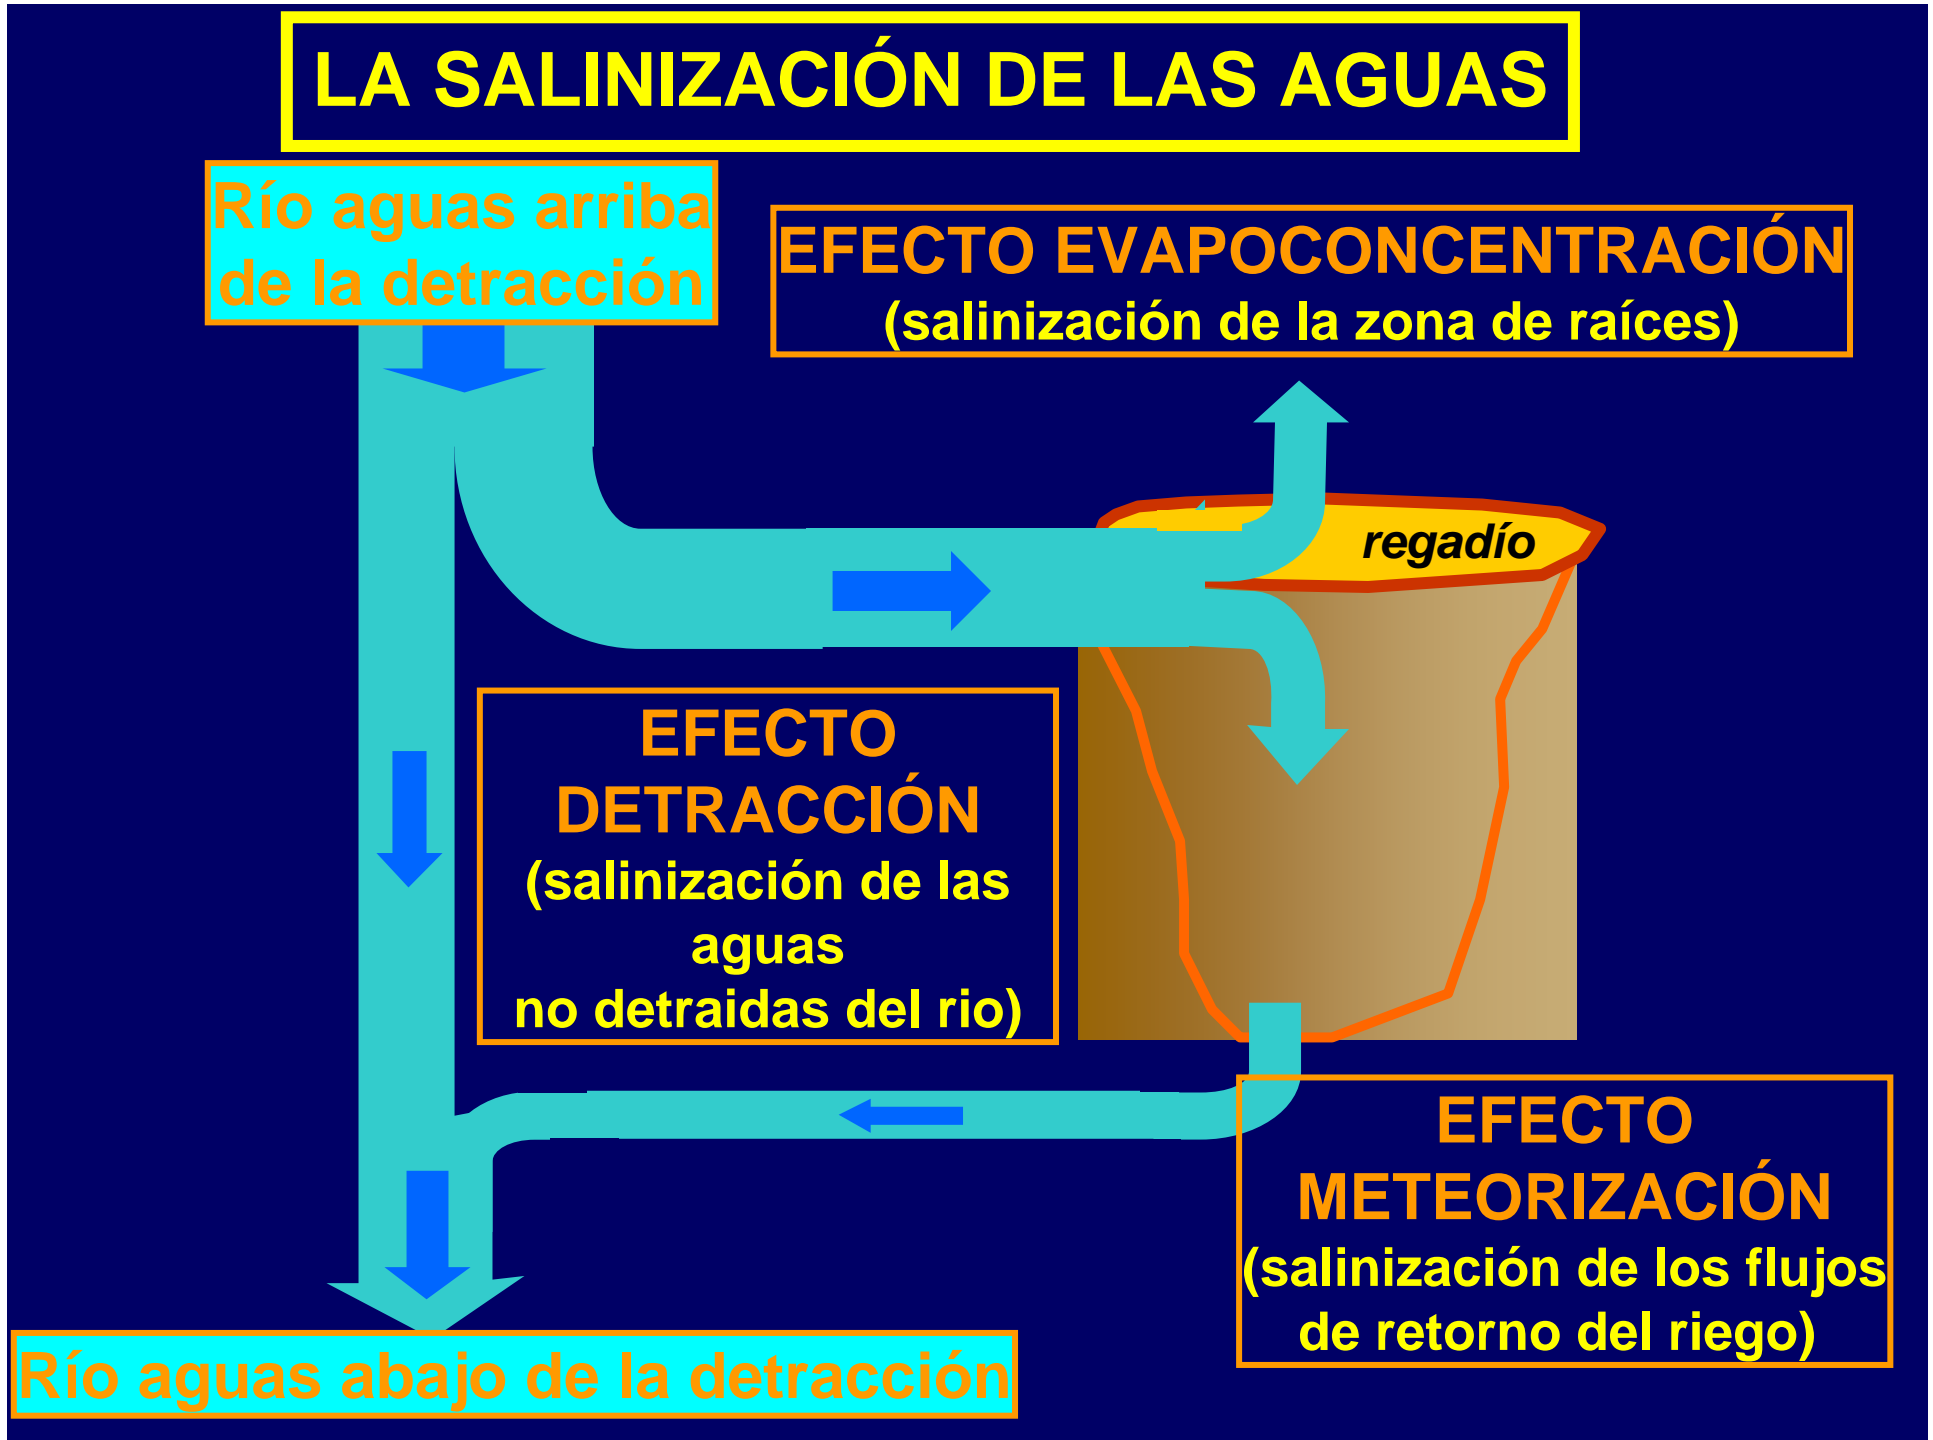 LA SALINIZACIÓN DE LAS AGUAS
Río aguas arriba
de la detracción
EFECTO EVAPOCONCENTRACIÓN
(salinización de la zona de raíces)
regadío
EFECTO
DETRACCIÓN
(salinización de las
aguas
no detraidas del rio)
EFECTO
METEORIZACIÓN
(salinización de los flujos
de retorno del riego)
Río aguas abajo de la detracción